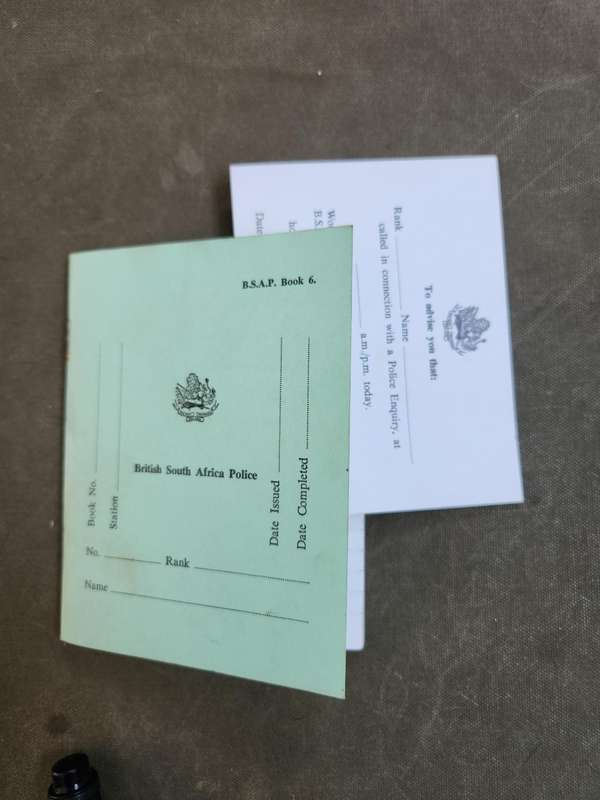 B.S.A.P. Book 6.
Book No.
Station
British South Africa Police
Date Issued
Date Completed
No. Rank
Name
To advise you that:
Rank Name
called in connection with a Police Enquiry, at
a.m./p.m. today.
B.S.
Date